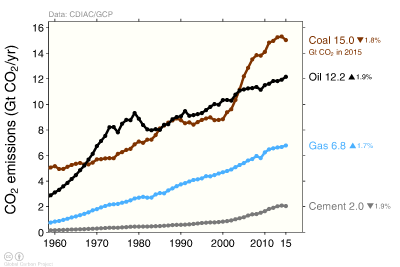 Data: CDIAC/GCP
CO2 emissions (Gt CO2/yr)
16
14
12
10
8
6
4
2
0
1960
1970
1980
1990
2000
2010
15
Coal 15.0 ▼1.8%
Gt CO2 in 2015
Oil 12.2 ▲1.9%
Gas 6.8 ▲1.7%
Cement 2.0 ▼1.9%
Global Carbon Project